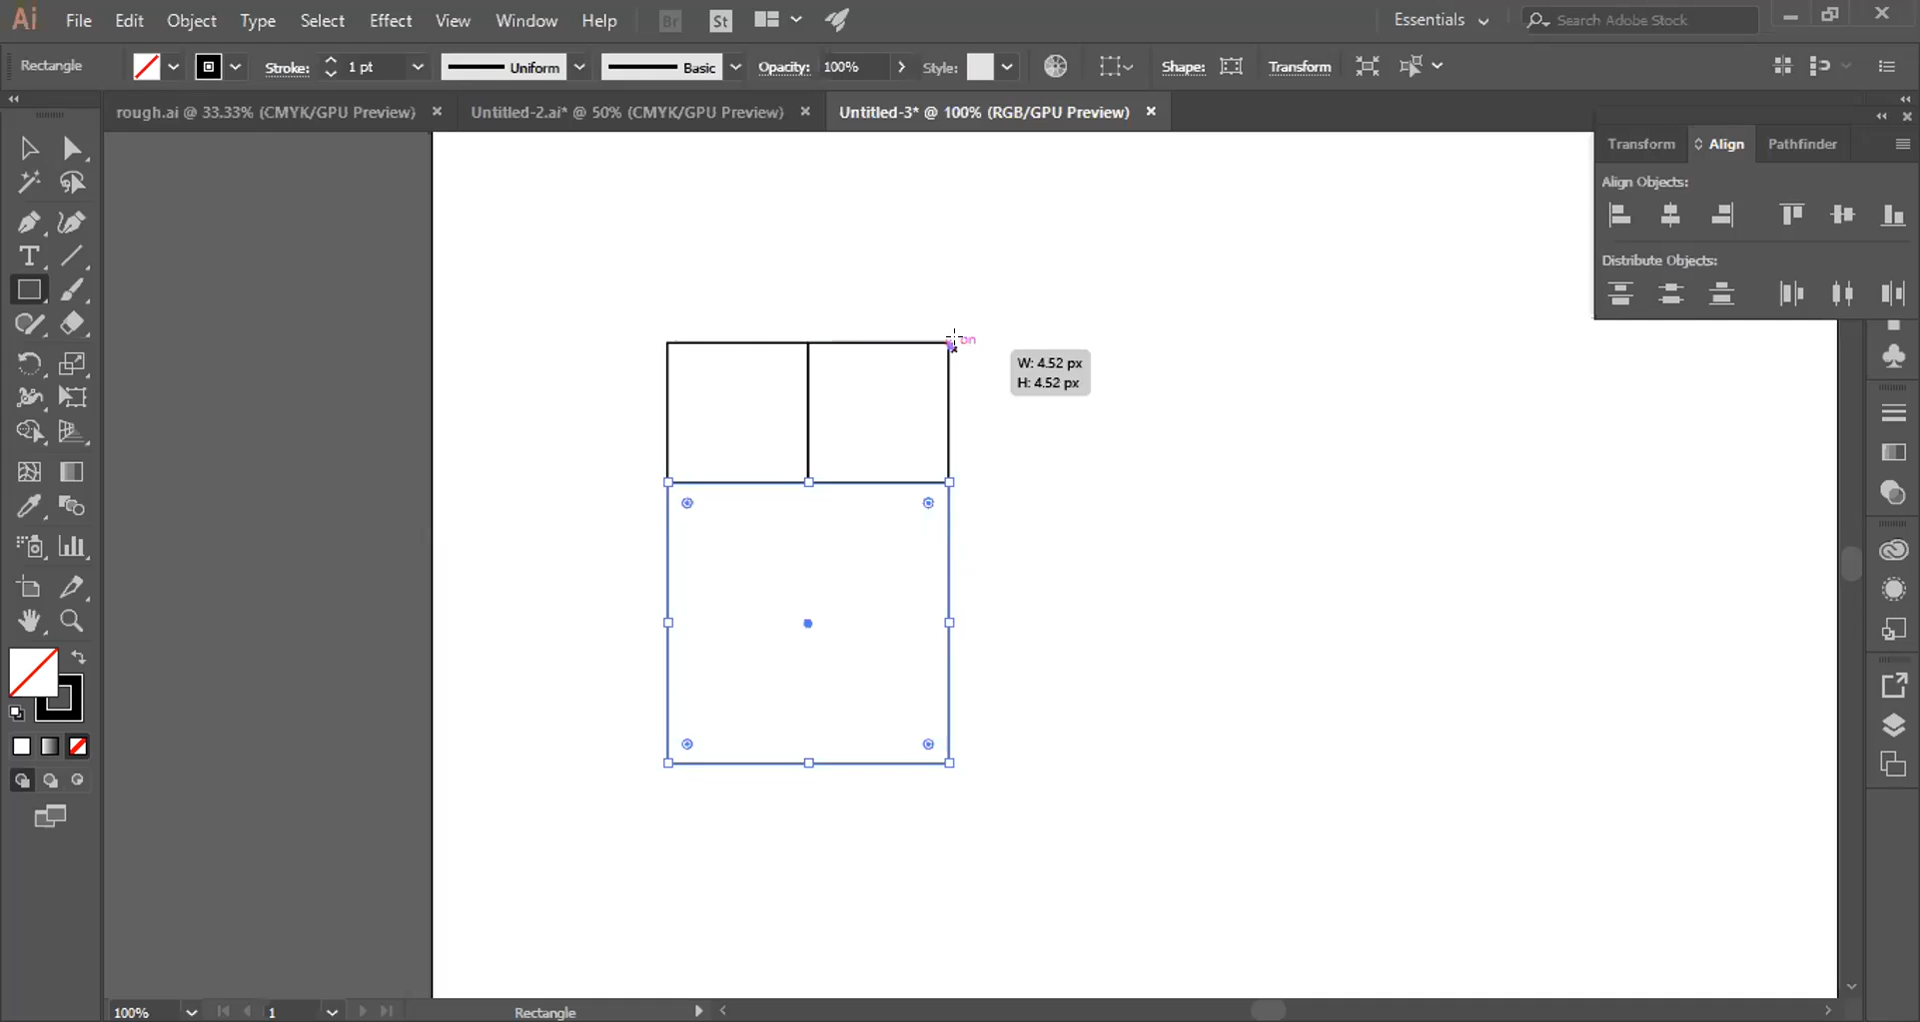 Ai File Edit Object Type Select Effect View Window Help Br St Essentials Search Adobe Stock
Rectangle Stroke: 1 pt Uniform Basic Opacity: 100% Style: Shape: Transform
rough.ai @ 33.33% (CMYK/GPU Preview) Untitled-2.ai* @ 50% (CMYK/GPU Preview) Untitled-3* @ 100% (RGB/GPU Preview)
Transform Align Pathfinder
Align Objects:
Distribute Objects:
W: 4.52 px
H: 4.52 px
100% 1 Rectangle